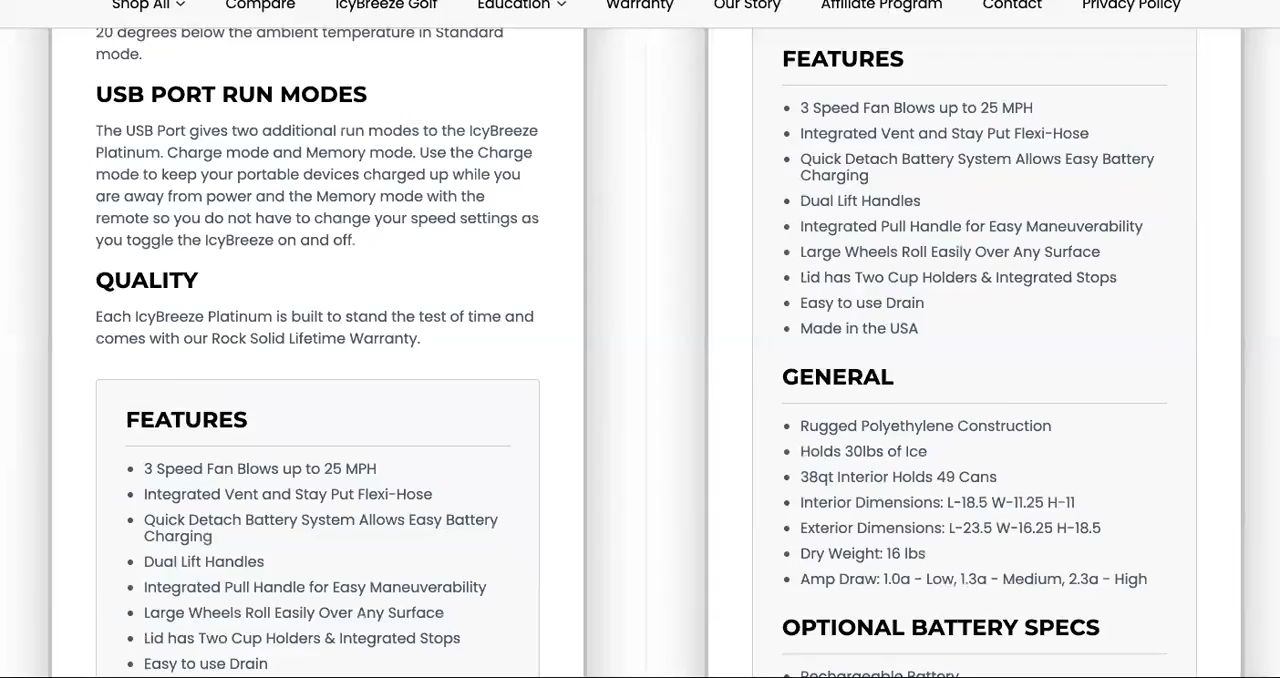 Shop All
Compare
IcyBreeze Golf
Education
Warranty
Our Story
Affiliate Program
Contact
Privacy Policy
20 degrees below the ambient temperature in Standard
mode.
USB PORT RUN MODES
The USB Port gives two additional run modes to the IcyBreeze
Platinum. Charge mode and Memory mode. Use the Charge
mode to keep your portable devices charged up while you
are away from power and the Memory mode with the
remote so you do not have to change your speed settings as
you toggle the IcyBreeze on and off.
QUALITY
Each IcyBreeze Platinum is built to stand the test of time and
comes with our Rock Solid Lifetime Warranty.
FEATURES
• 3 Speed Fan Blows up to 25 MPH
• Integrated Vent and Stay Put Flexi-Hose
• Quick Detach Battery System Allows Easy Battery
Charging
• Dual Lift Handles
• Integrated Pull Handle for Easy Maneuverability
• Large Wheels Roll Easily Over Any Surface
• Lid has Two Cup Holders & Integrated Stops
• Easy to use Drain
FEATURES
• 3 Speed Fan Blows up to 25 MPH
• Integrated Vent and Stay Put Flexi-Hose
• Quick Detach Battery System Allows Easy Battery
Charging
• Dual Lift Handles
• Integrated Pull Handle for Easy Maneuverability
• Large Wheels Roll Easily Over Any Surface
• Lid has Two Cup Holders & Integrated Stops
• Easy to use Drain
• Made in the USA
GENERAL
• Rugged Polyethylene Construction
• Holds 30lbs of Ice
• 38qt Interior Holds 49 Cans
• Interior Dimensions: L-18.5 W-11.25 H-11
• Exterior Dimensions: L-23.5 W-16.25 H-18.5
• Dry Weight: 16 lbs
• Amp Draw: 1.0a - Low, 1.3a - Medium, 2.3a - High
OPTIONAL BATTERY SPECS
• Rechargeable Battery